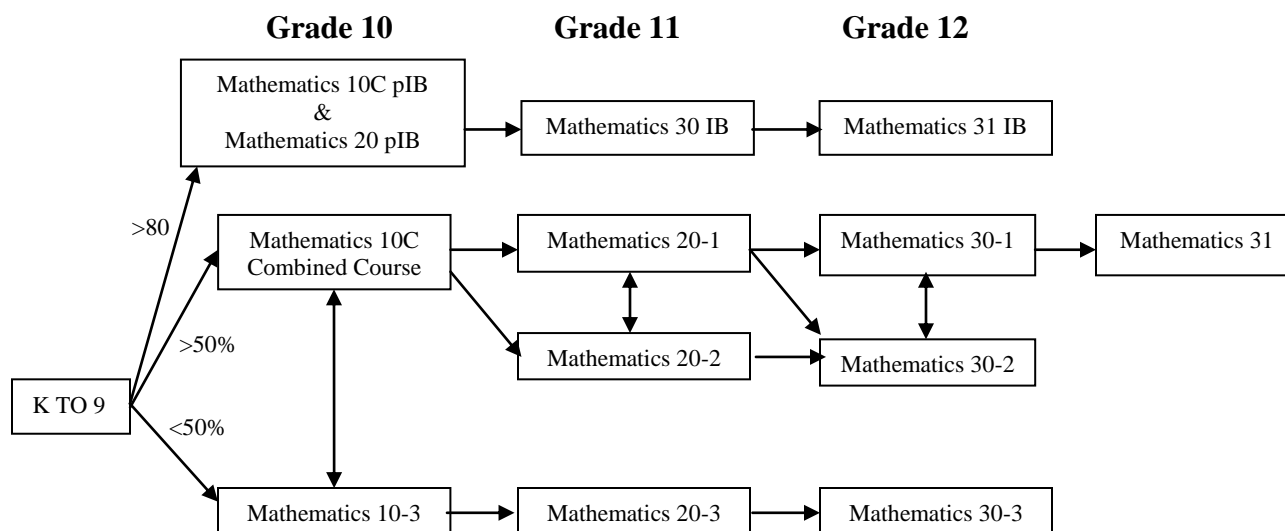 Grade 10
Grade 11
Grade 12
Mathematics 10C pIB
&
Mathematics 20 pIB
Mathematics 30 IB
Mathematics 31 IB
>80
Mathematics 10C
Combined Course
Mathematics 20-1
Mathematics 30-1
Mathematics 31
>50%
Mathematics 20-2
Mathematics 30-2
K TO 9
<50%
Mathematics 10-3
Mathematics 20-3
Mathematics 30-3